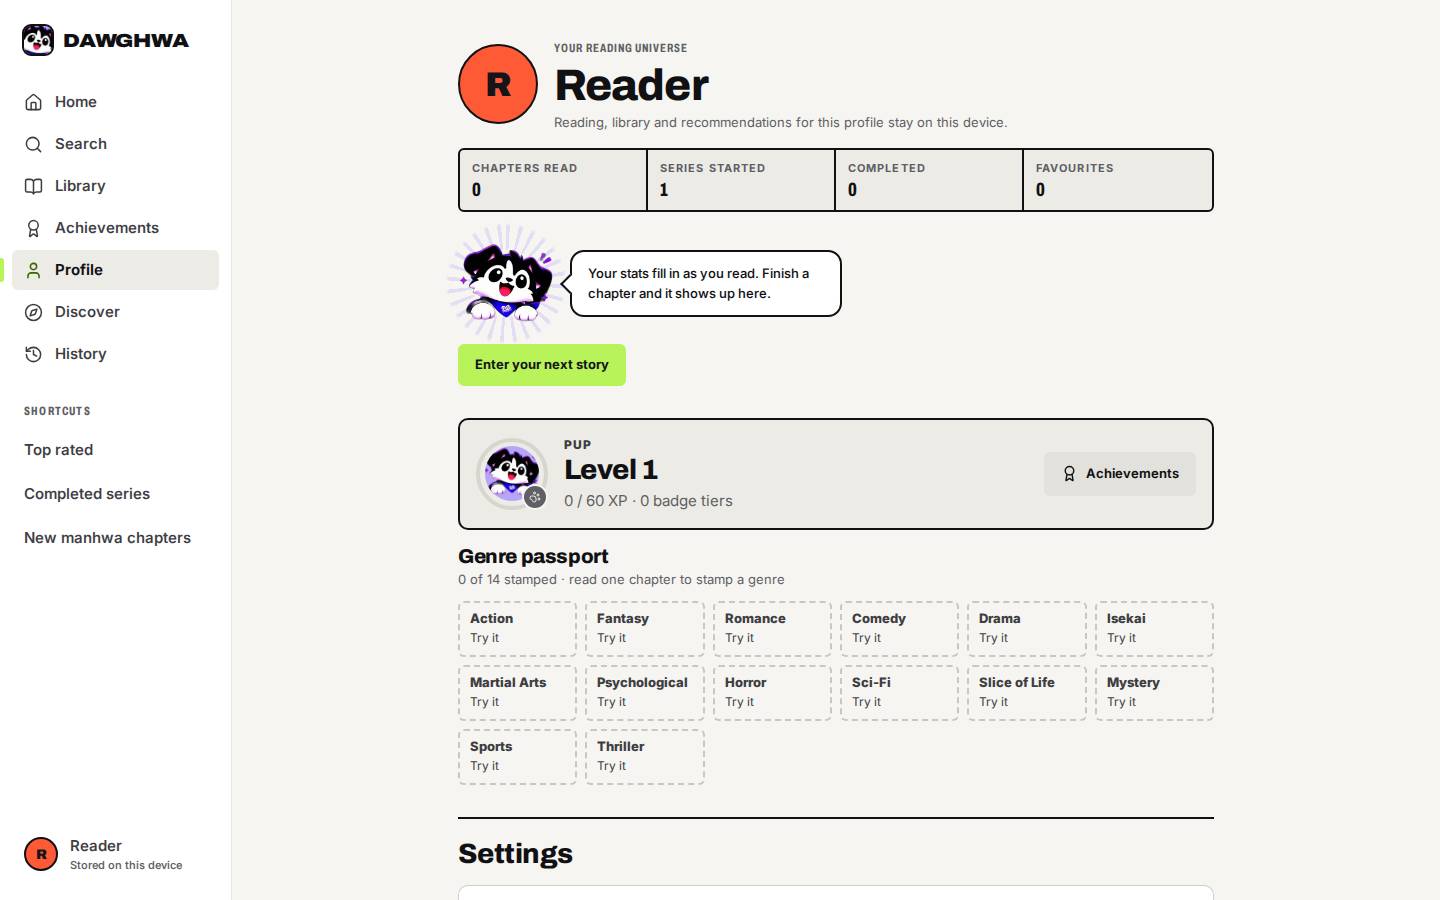 DAWGHWA
Home
Search
Library
Achievements
Profile
Discover
History
SHORTCUTS
Top rated
Completed series
New manhwa chapters
R
Reader
Stored on this device
R
YOUR READING UNIVERSE
Reader
Reading, library and recommendations for this profile stay on this device.
CHAPTERS READ
0
SERIES STARTED
1
COMPLETED
0
FAVOURITES
0
Your stats fill in as you read. Finish a
chapter and it shows up here.
Enter your next story
PUP
Level 1
0 / 60 XP · 0 badge tiers
Achievements
Genre passport
0 of 14 stamped · read one chapter to stamp a genre
Action
Try it
Fantasy
Try it
Romance
Try it
Comedy
Try it
Drama
Try it
Isekai
Try it
Martial Arts
Try it
Psychological
Try it
Horror
Try it
Sci-Fi
Try it
Slice of Life
Try it
Mystery
Try it
Sports
Try it
Thriller
Try it
Settings